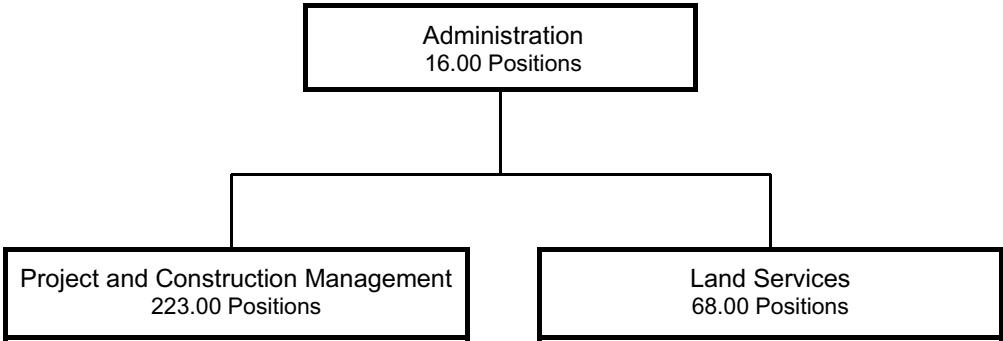 Administration
16.00 Positions
Project and Construction Management
223.00 Positions
Land Services
68.00 Positions